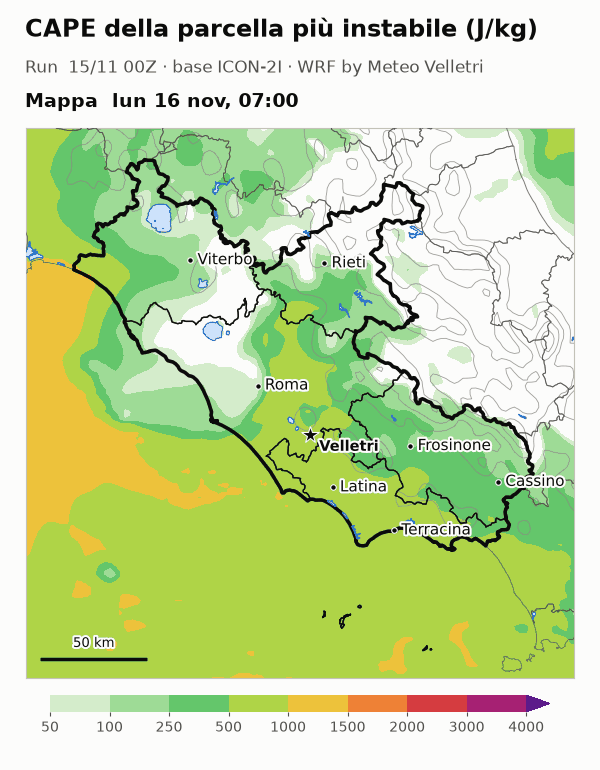 CAPE della parcella più instabile (J/kg)
Run  15/11 00Z · base ICON-2I · WRF by Meteo Velletri
Mappa  lun 16 nov, 07:00
Viterbo
Rieti
Roma
Velletri
Frosinone
Cassino
Latina
Terracina
50 km
50 100 250 500 1000 1500 2000 3000 4000